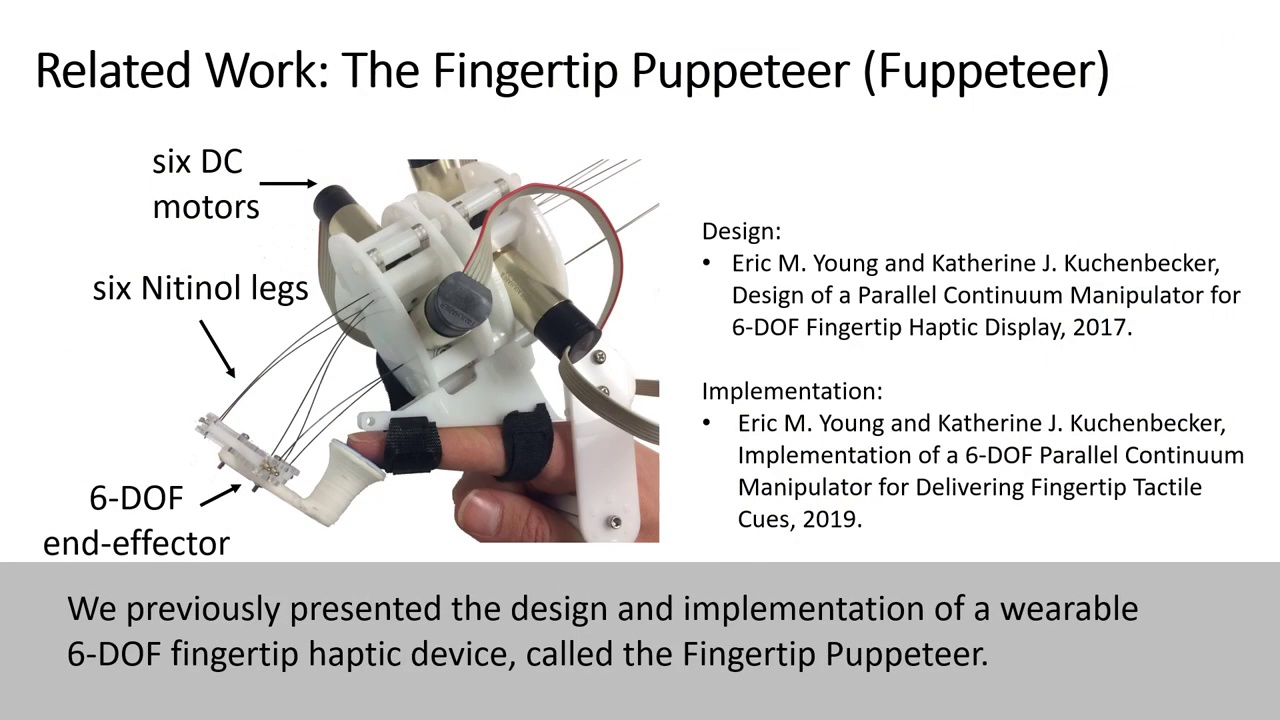 Related Work: The Fingertip Puppeteer (Fuppeteer)
six DC
motors
six Nitinol legs
6-DOF
end-effector
Design:
• Eric M. Young and Katherine J. Kuchenbecker,
Design of a Parallel Continuum Manipulator for
6-DOF Fingertip Haptic Display, 2017.
Implementation:
• Eric M. Young and Katherine J. Kuchenbecker,
Implementation of a 6-DOF Parallel Continuum
Manipulator for Delivering Fingertip Tactile
Cues, 2019.
We previously presented the design and implementation of a wearable
6-DOF fingertip haptic device, called the Fingertip Puppeteer.